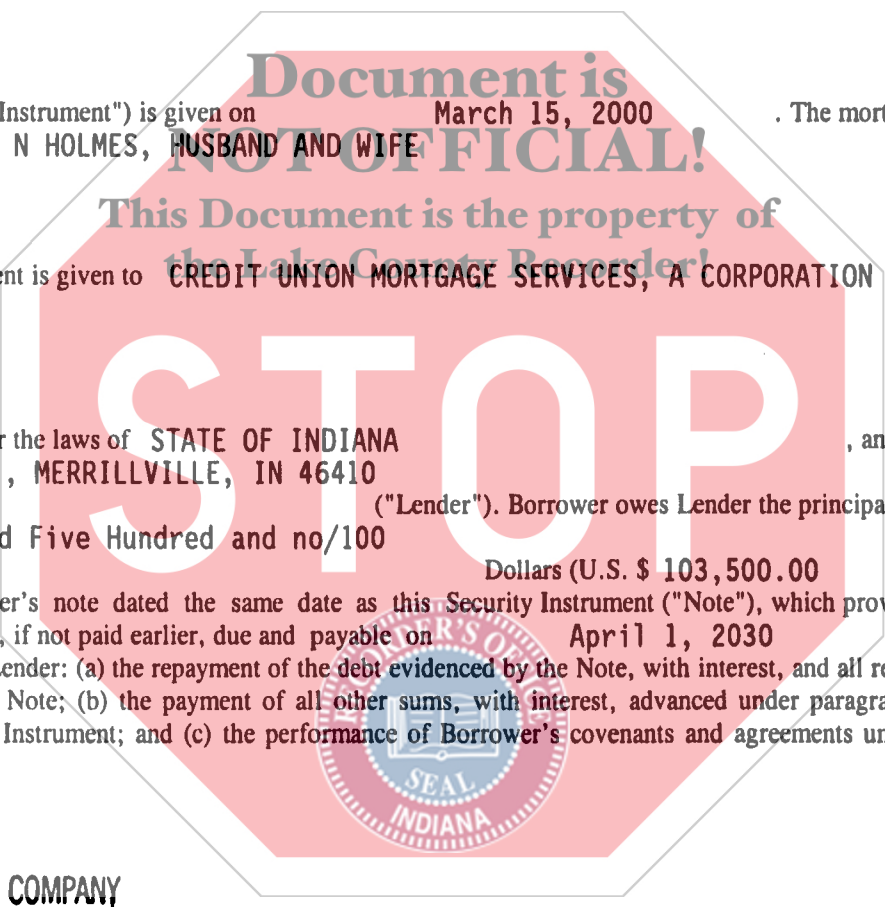 Document is
Instrument") is given on March 15, 2000 . The mort
N HOLMES, HUSBAND AND WIFE
NOT OFFICIAL!
This Document is the property of
the Lake County Recorder!
ent is given to CREDIT UNION MORTGAGE SERVICES, A CORPORATION
STOP
r the laws of STATE OF INDIANA , an
, MERRILLVILLE, IN 46410
("Lender"). Borrower owes Lender the principa
d Five Hundred and no/100
Dollars (U.S. $ 103,500.00
er's note dated the same date as this Security Instrument ("Note"), which prov
, if not paid earlier, due and payable on April 1, 2030
ender: (a) the repayment of the debt evidenced by the Note, with interest, and all re
Note; (b) the payment of all other sums, with interest, advanced under paragra
Instrument; and (c) the performance of Borrower's covenants and agreements un
RECORDER'S OFFICE
SEAL
INDIANA
COMPANY